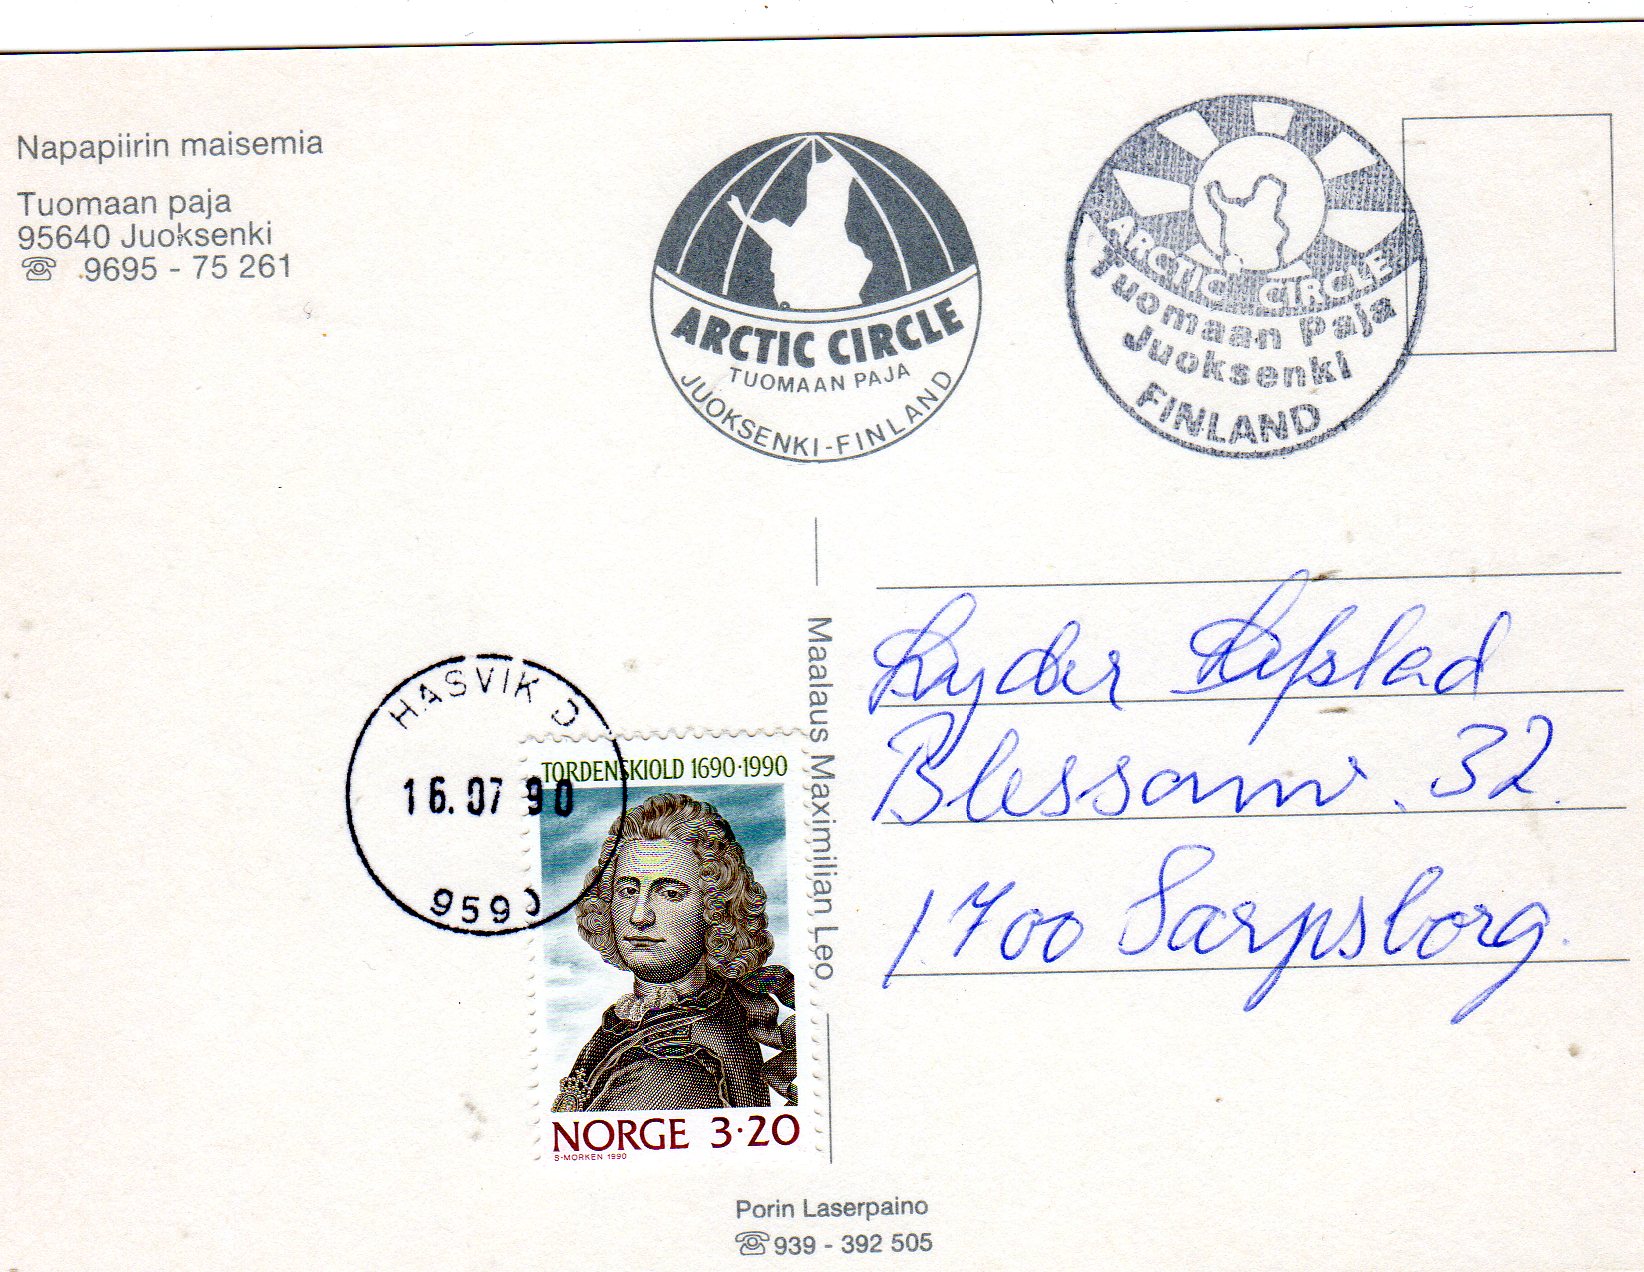 Napapiirin maisemia
Tuomaan paja
95640 Juoksenki
☎ 9695 - 75 261
ARCTIC CIRCLE
TUOMAAN PAJA
JUOKSENKI-FINLAND
ARCTIC CIRCLE
Tuomaan Paja
Juoksenki
FINLAND
HASVIK D
16.07 90
9590
TORDENSKIOLD 1690·1990
NORGE 3·20
S·MORKEN 1990
Maalaus Maximilian Leo
Ryder
32.
1700 Sarpsborg.
Porin Laserpaino
☎ 939 - 392 505